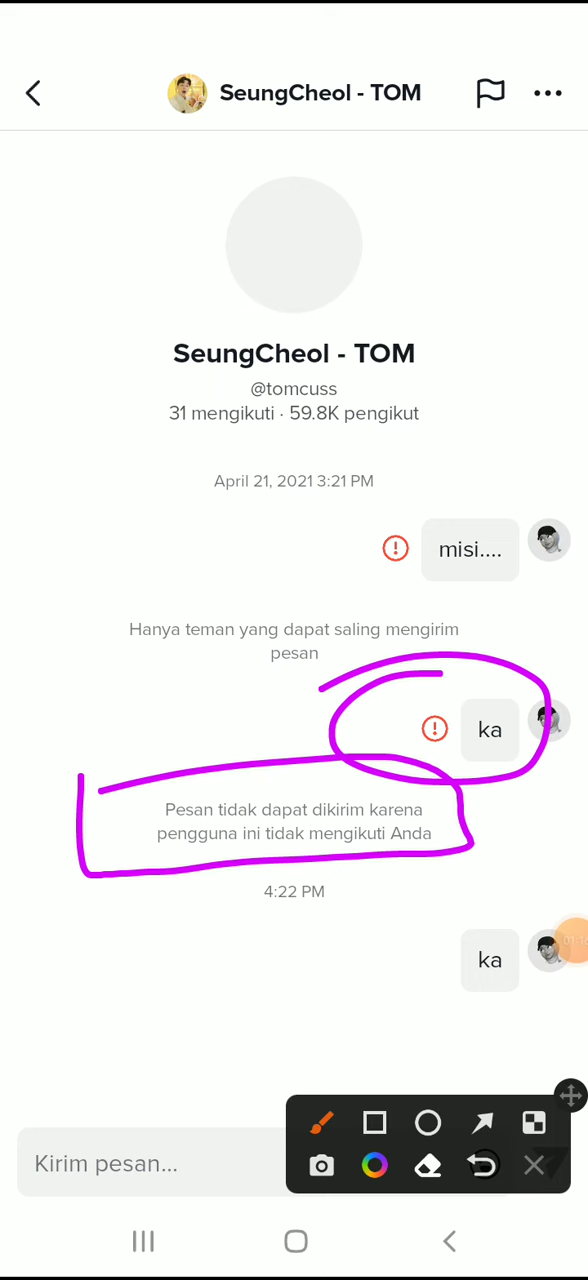 SeungCheol - TOM
SeungCheol - TOM
@tomcuss
31 mengikuti · 59.8K pengikut
April 21, 2021 3:21 PM
misi....
Hanya teman yang dapat saling mengirim
pesan
ka
Pesan tidak dapat dikirim karena
pengguna ini tidak mengikuti Anda
4:22 PM
ka
Kirim pesan...